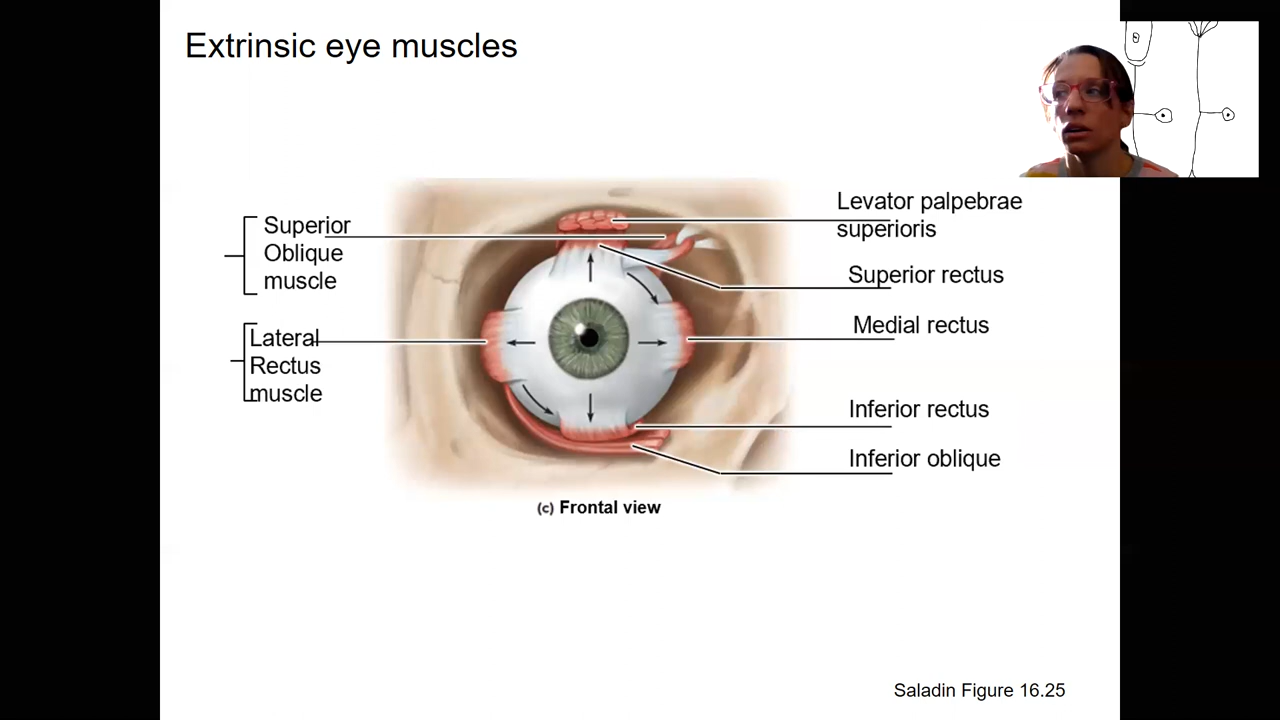 Extrinsic eye muscles
Superior
Oblique
muscle
Lateral
Rectus
muscle
Levator palpebrae
superioris
Superior rectus
Medial rectus
Inferior rectus
Inferior oblique
(c) Frontal view
Saladin Figure 16.25